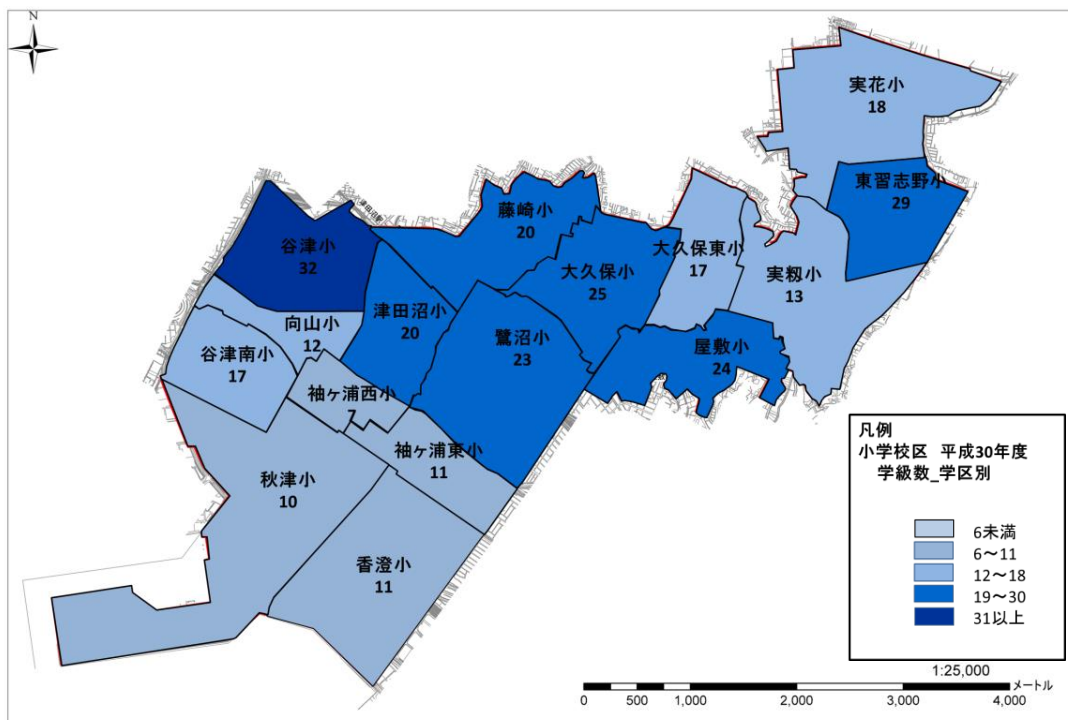 N
実花小
18
東習志野小
29
藤崎小
20
谷津小
32
大久保東小
17
大久保小
25
実籾小
13
津田沼小
20
向山小
12
鷺沼小
23
谷津南小
17
屋敷小
24
袖ヶ浦西小
7
袖ヶ浦東小
11
秋津小
10
香澄小
11
凡例
小学校区 平成30年度
学級数_学区別
6未満
6～11
12～18
19～30
31以上
1:25,000
メートル
0 500 1,000 2,000 3,000 4,000